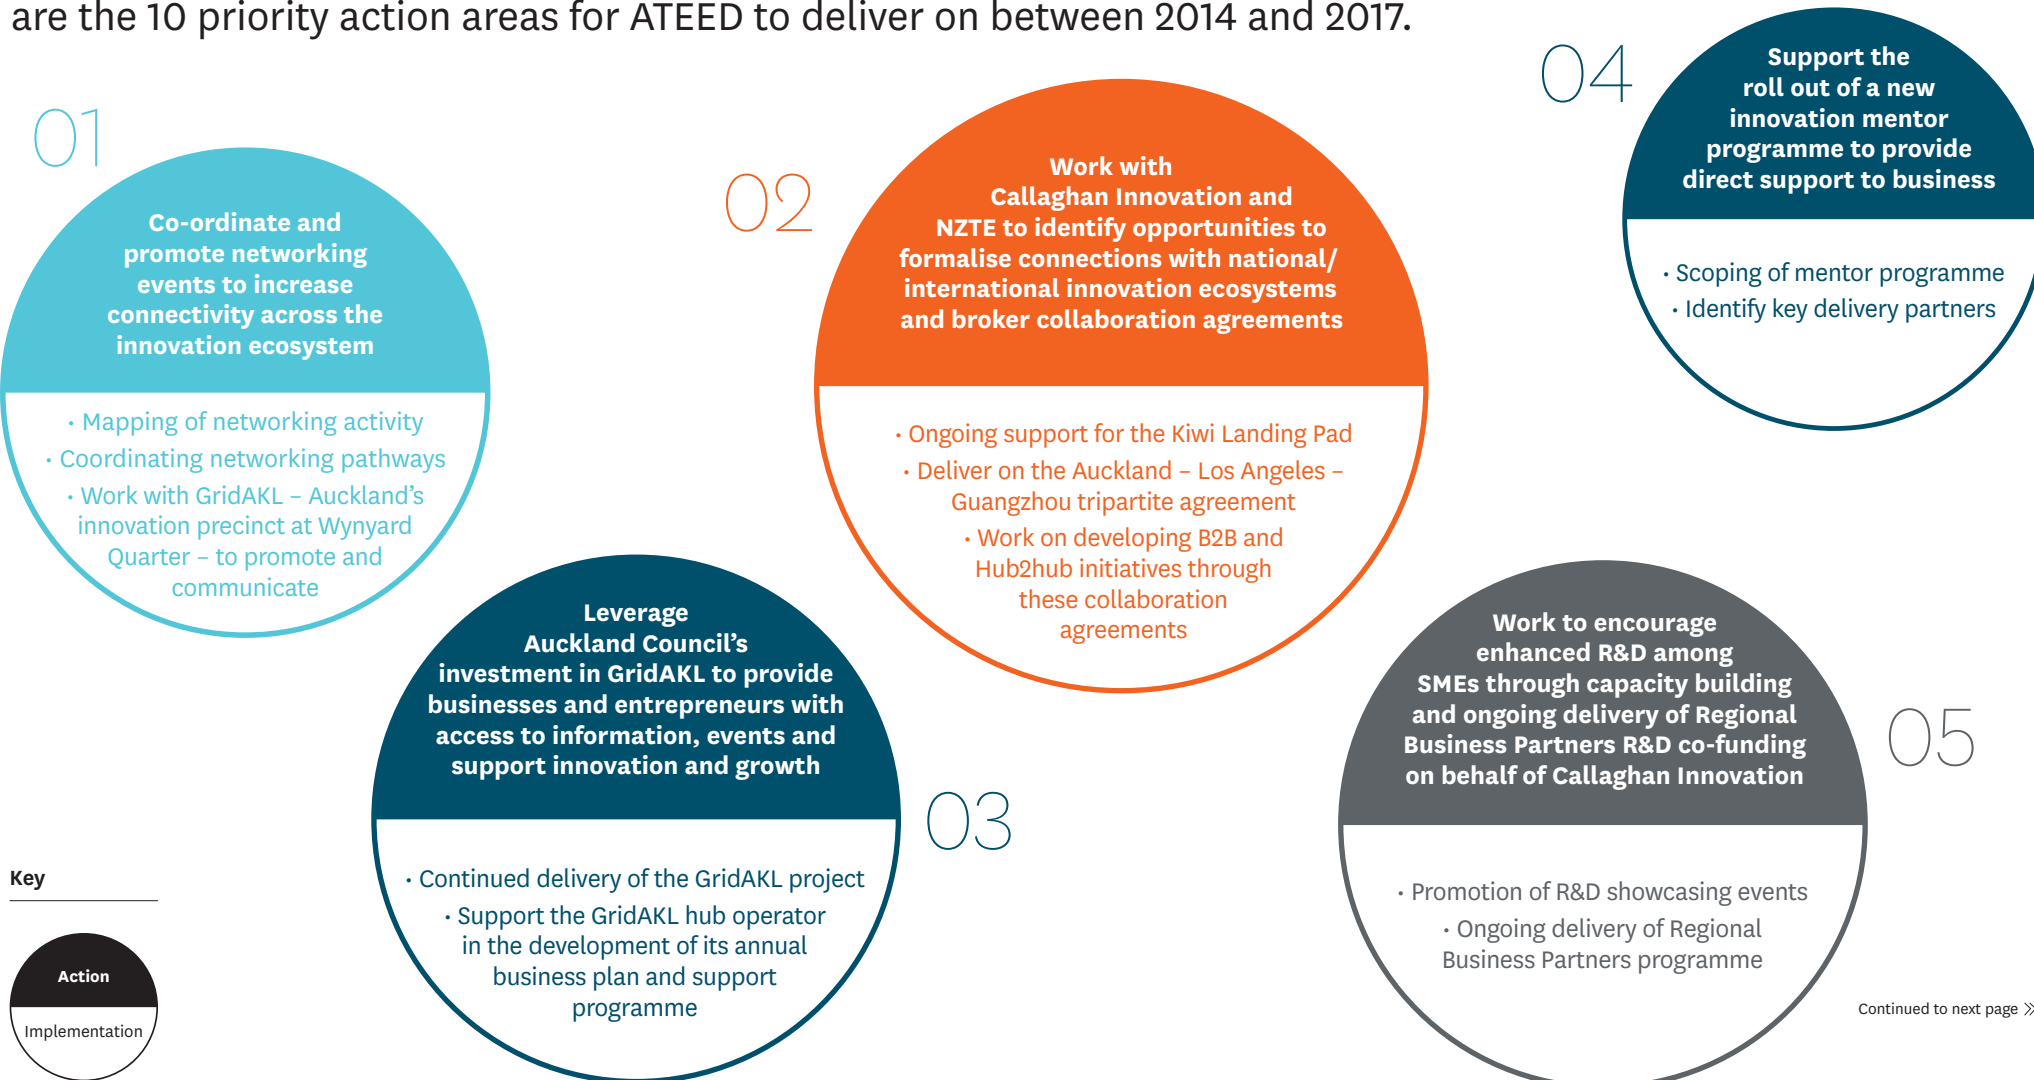 are the 10 priority action areas for ATEED to deliver on between 2014 and 2017.
01
Co-ordinate and
promote networking
events to increase
connectivity across the
innovation ecosystem
• Mapping of networking activity
• Coordinating networking pathways
• Work with GridAKL – Auckland’s
innovation precinct at Wynyard
Quarter – to promote and
communicate
02
Work with
Callaghan Innovation and
NZTE to identify opportunities to
formalise connections with national/
international innovation ecosystems
and broker collaboration agreements
• Ongoing support for the Kiwi Landing Pad
• Deliver on the Auckland – Los Angeles –
Guangzhou tripartite agreement
• Work on developing B2B and
Hub2hub initiatives through
these collaboration
agreements
03
Leverage
Auckland Council’s
investment in GridAKL to provide
businesses and entrepreneurs with
access to information, events and
support innovation and growth
• Continued delivery of the GridAKL project
• Support the GridAKL hub operator
in the development of its annual
business plan and support
programme
04
Support the
roll out of a new
innovation mentor
programme to provide
direct support to business
• Scoping of mentor programme
• Identify key delivery partners
05
Work to encourage
enhanced R&D among
SMEs through capacity building
and ongoing delivery of Regional
Business Partners R&D co-funding
on behalf of Callaghan Innovation
• Promotion of R&D showcasing events
• Ongoing delivery of Regional
Business Partners programme
Key
Action
Implementation
Continued to next page »